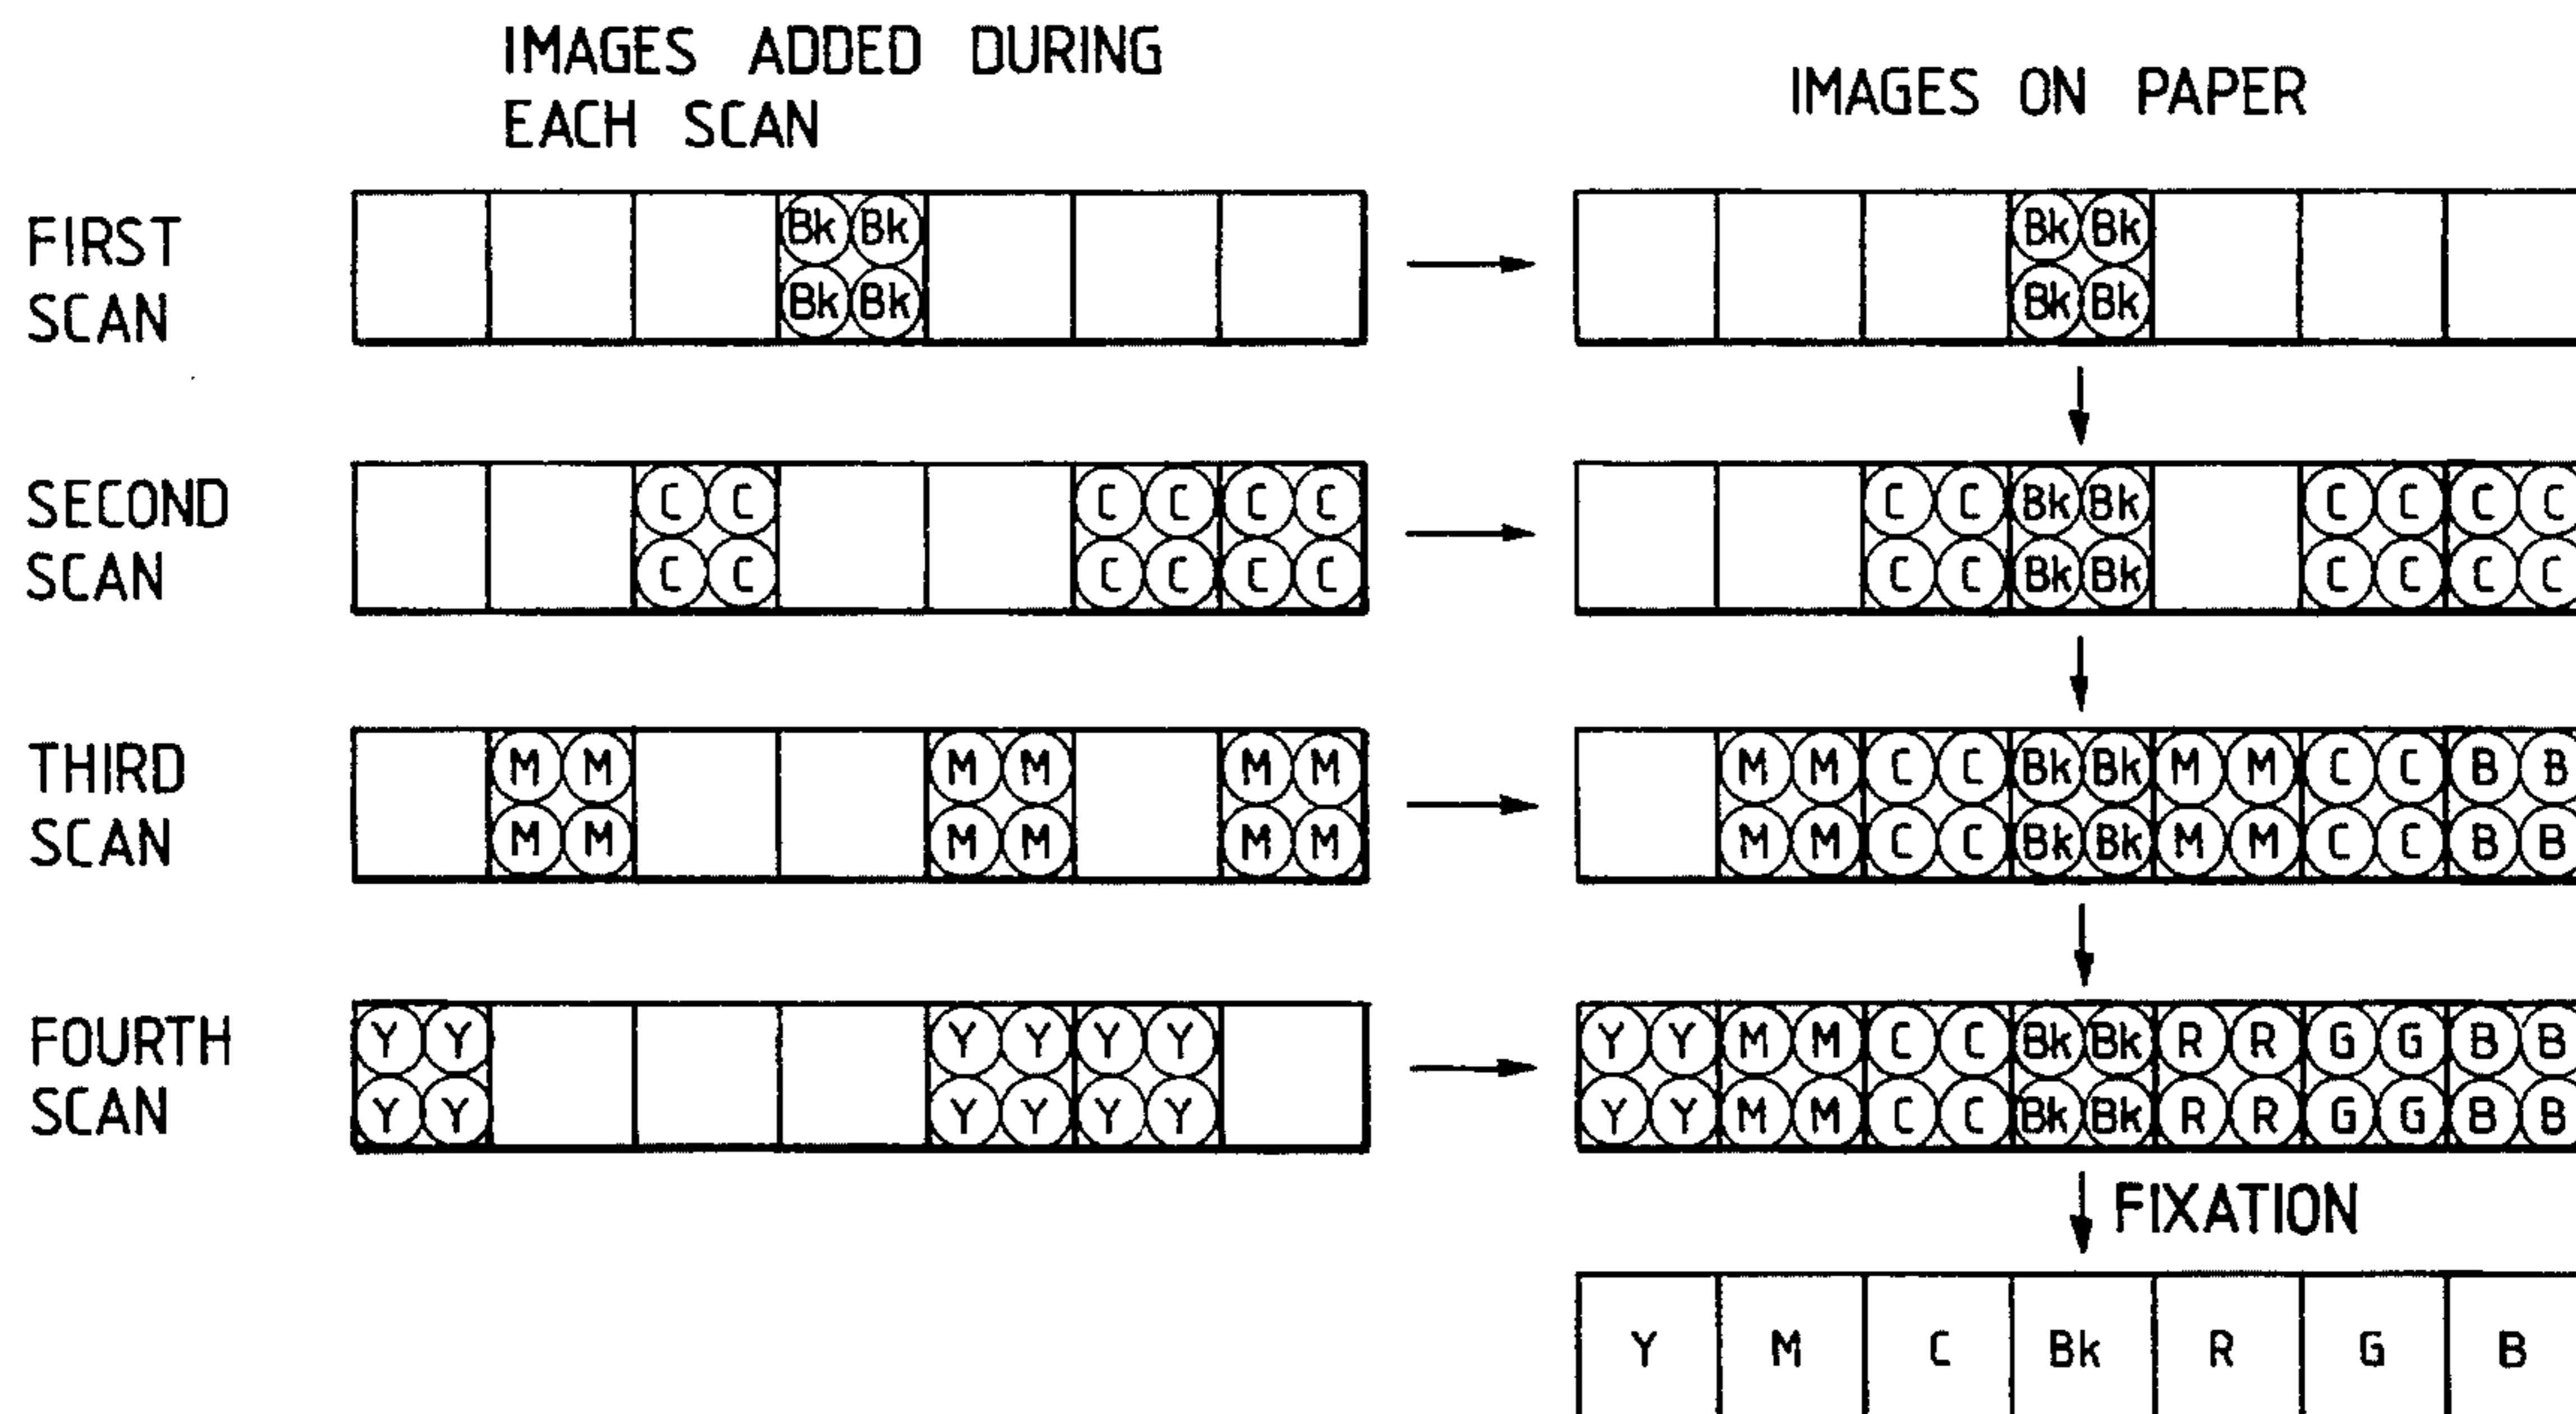 IMAGES ADDED DURING
EACH SCAN
IMAGES ON PAPER
FIRST
SCAN
Bk Bk
Bk Bk
Bk Bk
Bk Bk
SECOND
SCAN
C C C C C C
C C C C C C
C C Bk Bk C C C C
C C Bk Bk C C C C
THIRD
SCAN
M M M M M M
M M M M M M
M M C C Bk Bk M M C C B B
M M C C Bk Bk M M C C B B
FOURTH
SCAN
Y Y Y Y Y Y
Y Y Y Y Y Y
Y Y M M C C Bk Bk R R G G B B
Y Y M M C C Bk Bk R R G G B B
FIXATION
Y M C Bk R G B